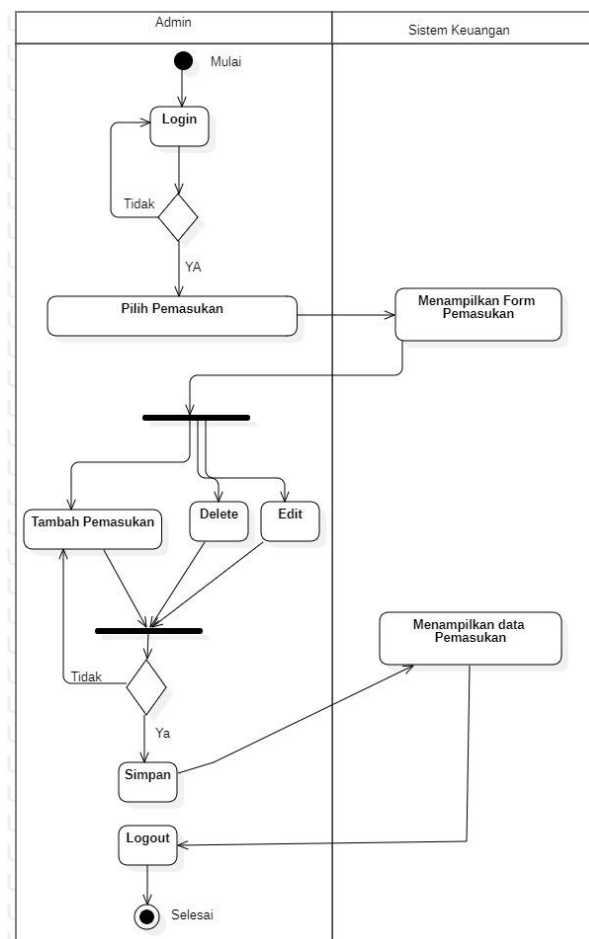 Admin
Sistem Keuangan
Mulai
Login
Tidak
YA
Pilih Pemasukan
Menampilkan Form
Pemasukan
Tambah Pemasukan
Delete
Edit
Menampilkan data
Pemasukan
Tidak
Ya
Simpan
Logout
Selesai